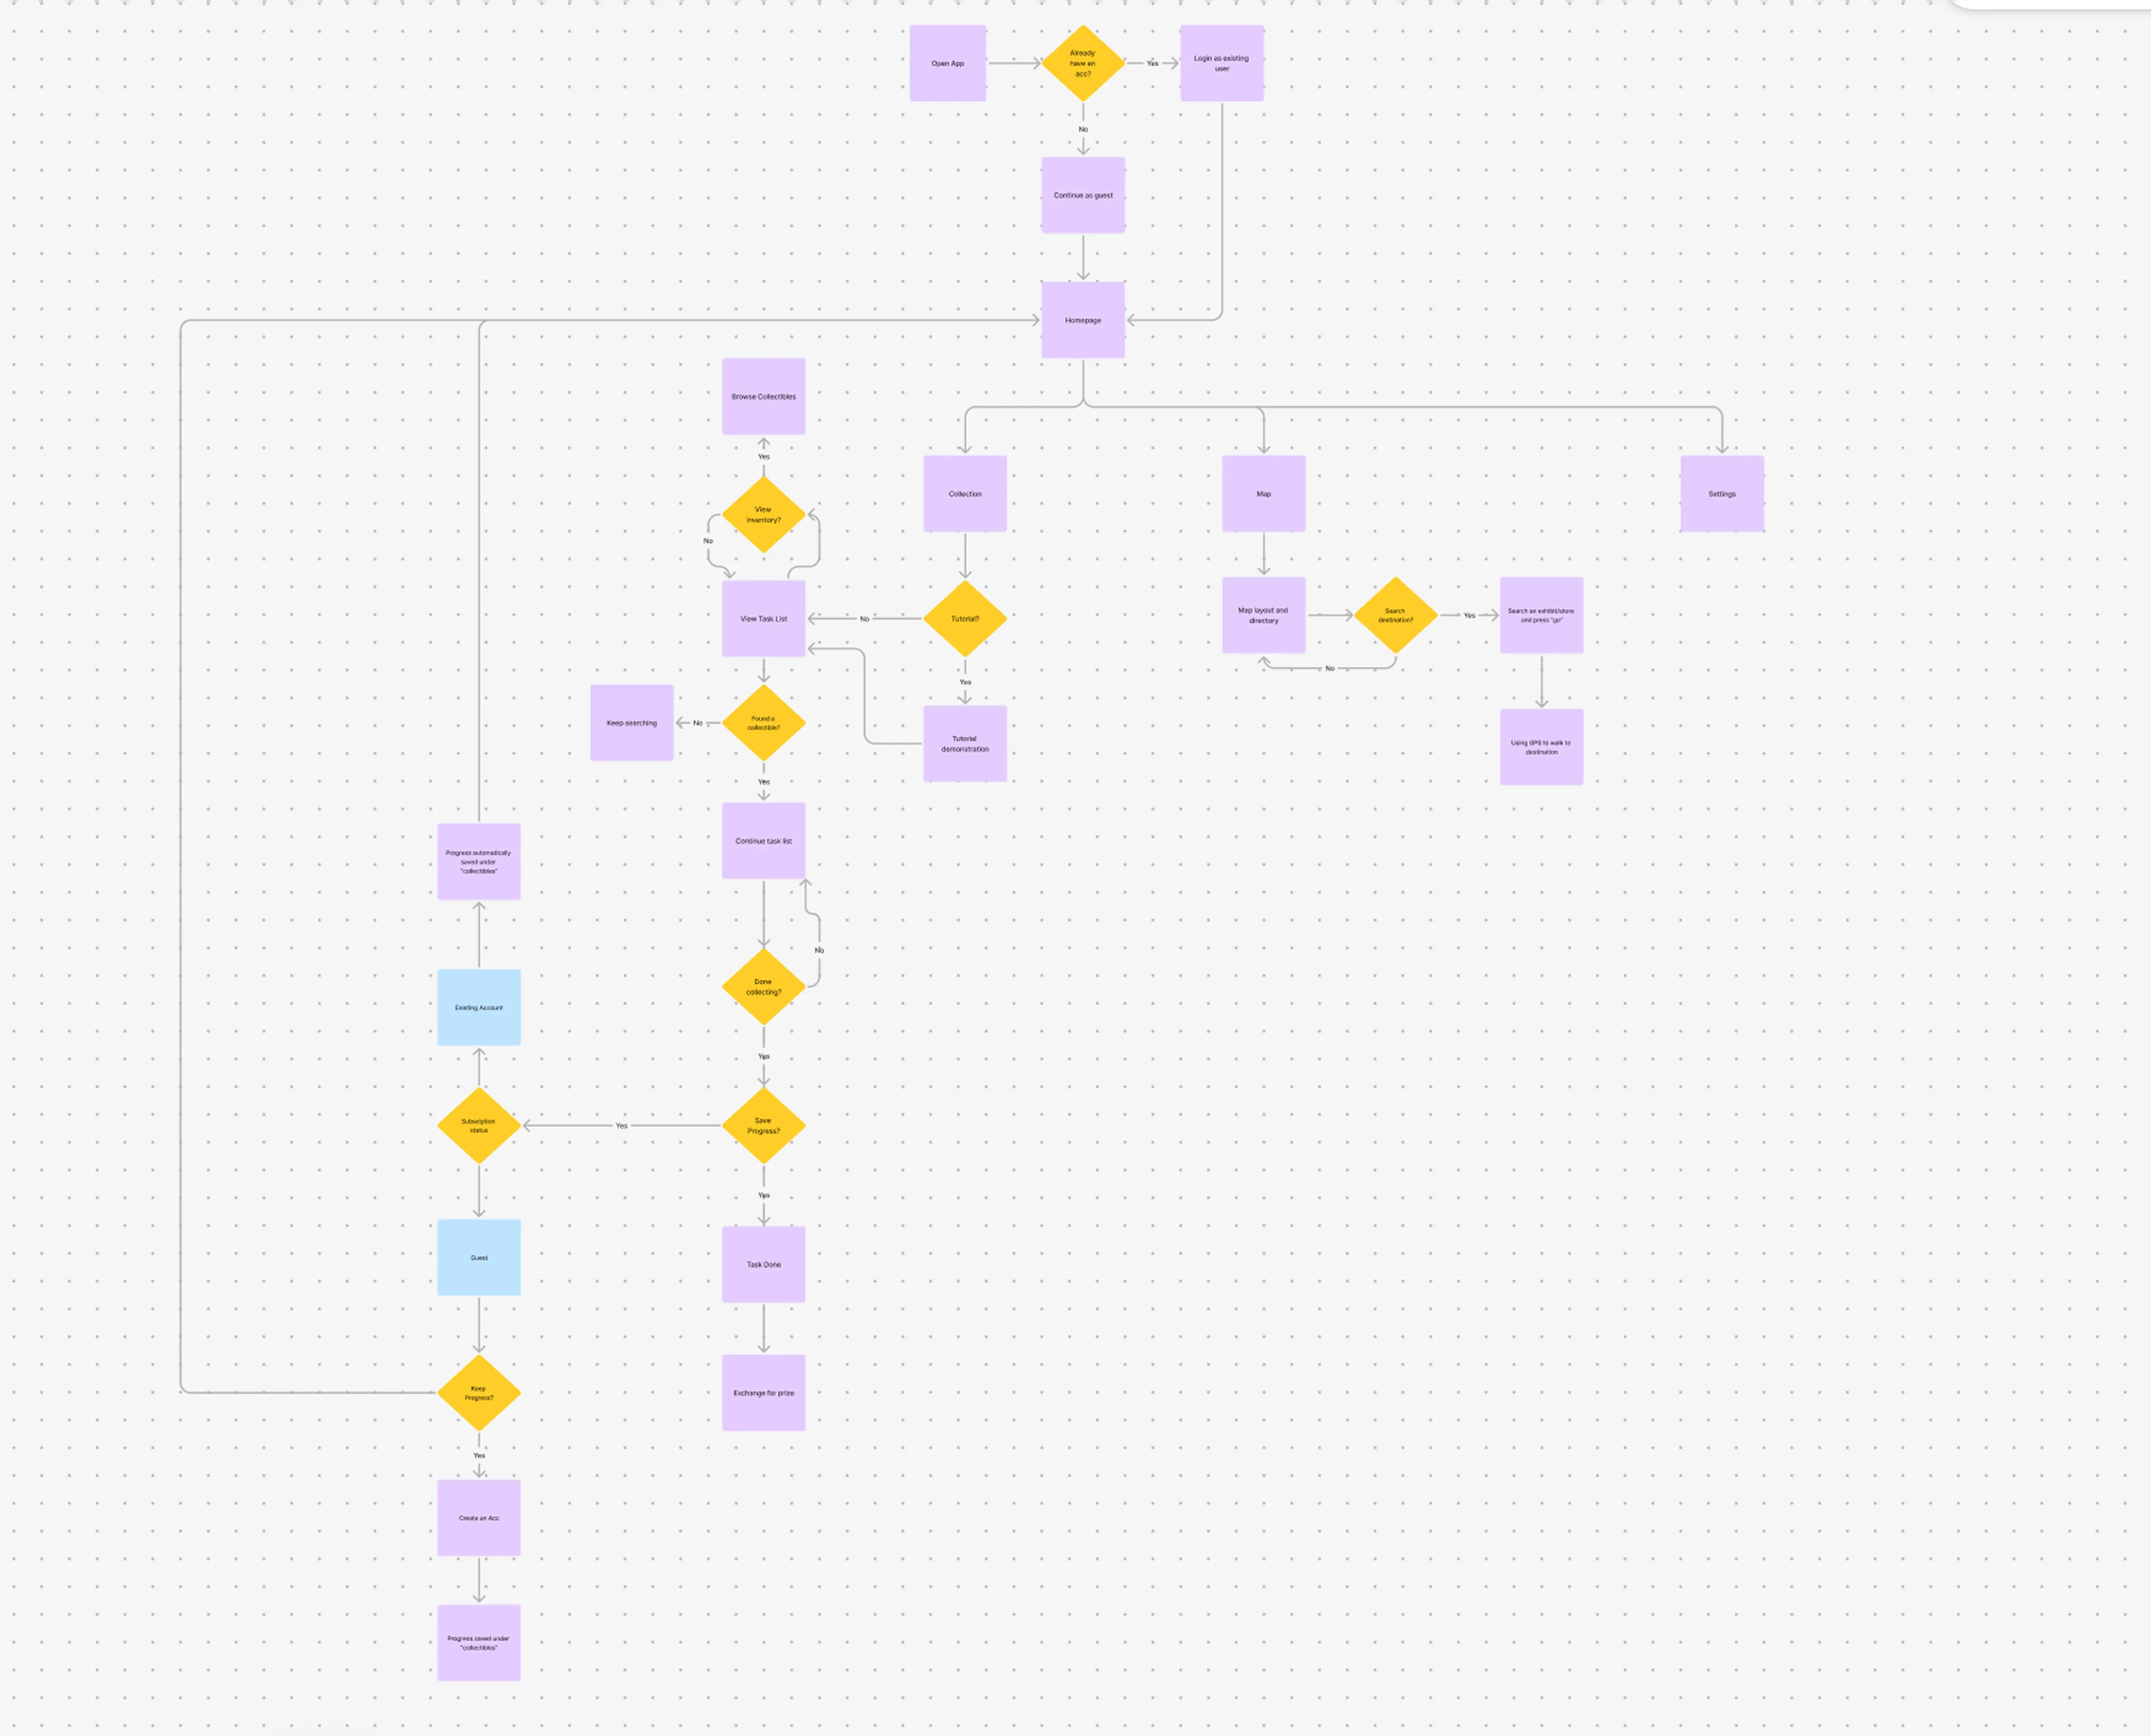 Open App
Already
have an
acc?
Yes
Login as existing
user
No
Continue as guest
Homepage
Browse Collectibles
Yes
View
inventory?
No
Collection
Map
Settings
View Task List
No
Tutorial?
Yes
Tutorial
demonstration
Map layout and
directory
Search
destination?
Yes
Search an exhibit/store
and press "go"
No
Using GPS to walk to
destination
Keep searching
No
Found a
collectible?
Yes
Continue task list
No
Done
collecting?
Yes
Save
Progress?
Yes
Yes
Task Done
Exchange for prize
Progress automatically
saved under
"collectibles"
Existing Account
Subsciption
status
Guest
Keep
Progress?
Yes
Create an Acc
Progress saved under
"collectibles"